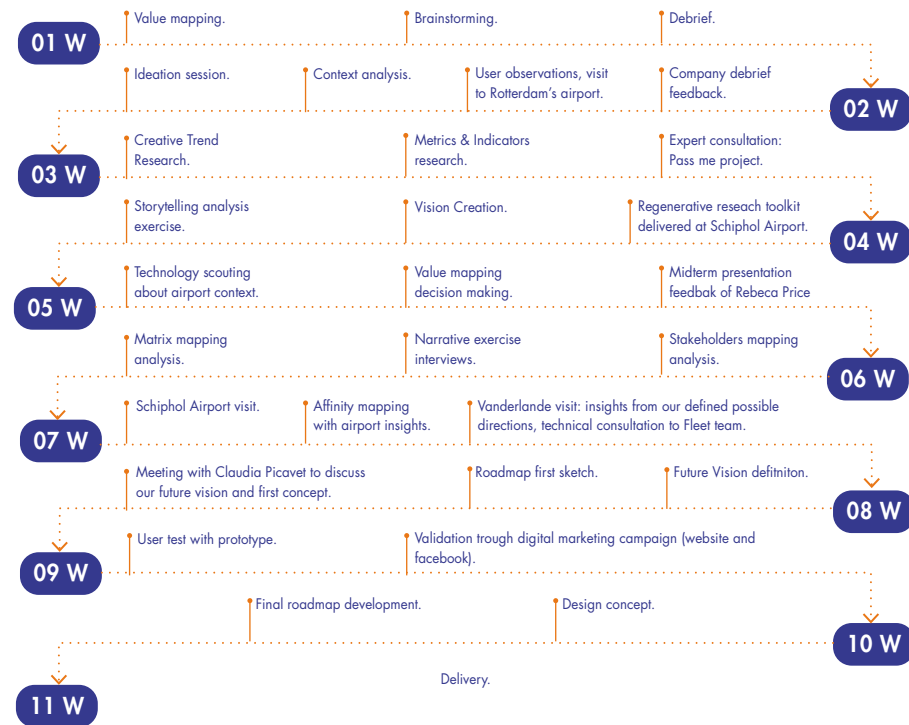 Value mapping.
Brainstorming.
Debrief.
01 W
Ideation session.
Context analysis.
User observations, visit
to Rotterdam's airport.
Company debrief
feedback.
02 W
Creative Trend
Research.
Metrics & Indicators
research.
Expert consultation:
Pass me project.
03 W
Storytelling analysis
exercise.
Vision Creation.
Regenerative reseach toolkit
delivered at Schiphol Airport.
04 W
Technology scouting
about airport context.
Value mapping
decision making.
Midterm presentation
feedbak of Rebeca Price
05 W
Matrix mapping
analysis.
Narrative exercise
interviews.
Stakeholders mapping
analysis.
06 W
Schiphol Airport visit.
Affinity mapping
with airport insights.
Vanderlande visit: insights from our defined possible
directions, technical consultation to Fleet team.
07 W
Meeting with Claudia Picavet to discuss
our future vision and first concept.
Roadmap first sketch.
Future Vision defitniton.
08 W
User test with prototype.
Validation trough digital marketing campaign (website and
facebook).
09 W
Final roadmap development.
Design concept.
10 W
Delivery.
11 W